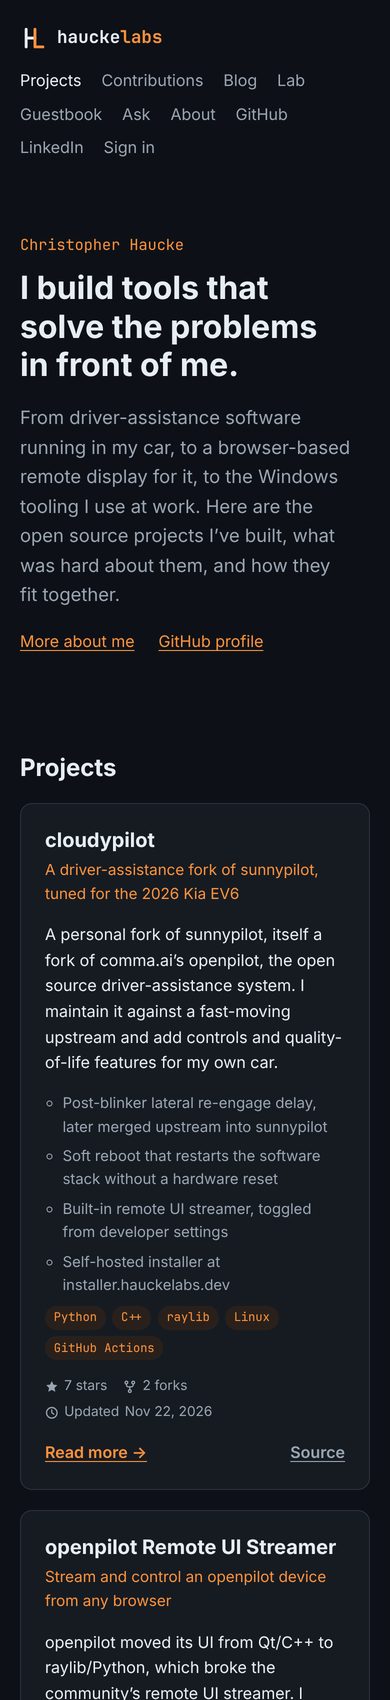 HL hauckelabs
Projects Contributions Blog Lab
Guestbook Ask About GitHub
LinkedIn Sign in
Christopher Haucke
I build tools that
solve the problems
in front of me.
From driver-assistance software
running in my car, to a browser-based
remote display for it, to the Windows
tooling I use at work. Here are the
open source projects I’ve built, what
was hard about them, and how they
fit together.
More about me GitHub profile
Projects
cloudypilot
A driver-assistance fork of sunnypilot,
tuned for the 2026 Kia EV6
A personal fork of sunnypilot, itself a
fork of comma.ai’s openpilot, the open
source driver-assistance system. I
maintain it against a fast-moving
upstream and add controls and quality-
of-life features for my own car.
Post-blinker lateral re-engage delay,
later merged upstream into sunnypilot
Soft reboot that restarts the software
stack without a hardware reset
Built-in remote UI streamer, toggled
from developer settings
Self-hosted installer at
installer.hauckelabs.dev
Python C++ raylib Linux
GitHub Actions
7 stars 2 forks
Updated Nov 22, 2026
Read more → Source
openpilot Remote UI Streamer
Stream and control an openpilot device
from any browser
openpilot moved its UI from Qt/C++ to
raylib/Python, which broke the
community’s remote UI streamer. I